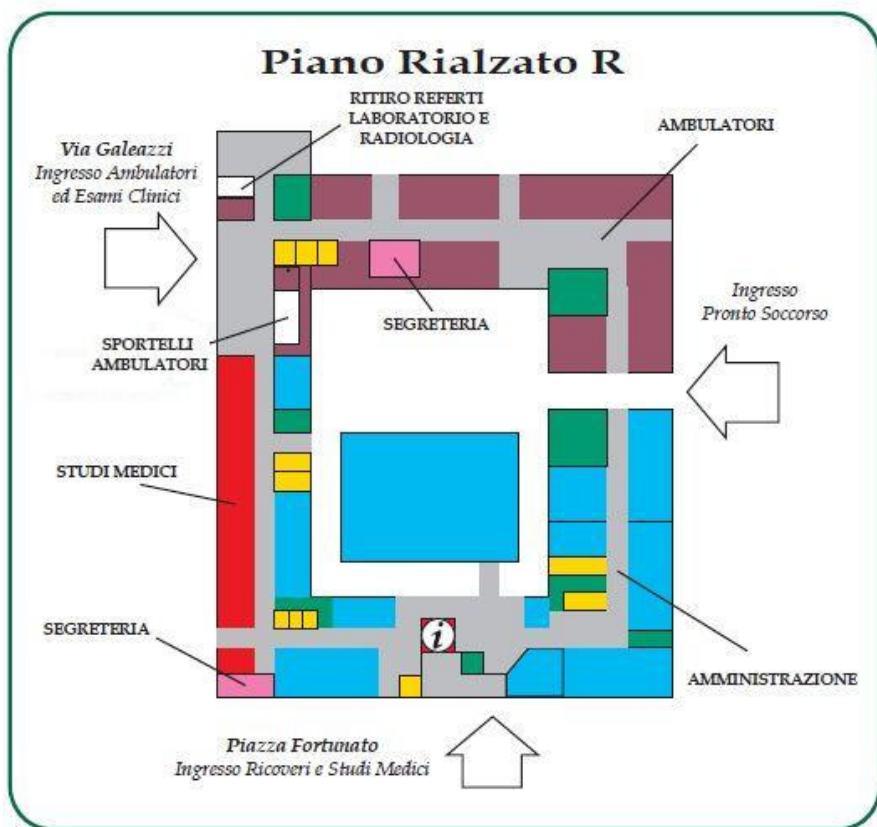 Piano Rialzato R
RITIRO REFERTI
LABORATORIO E
RADIOLOGIA
AMBULATORI
Via Galeazzi
Ingresso Ambulatori
ed Esami Clinici
SEGRETERIA
Ingresso
Pronto Soccorso
SPORTELLI
AMBULATORI
STUDI MEDICI
SEGRETERIA
i
AMMINISTRAZIONE
Piazza Fortunato
Ingresso Ricoveri e Studi Medici